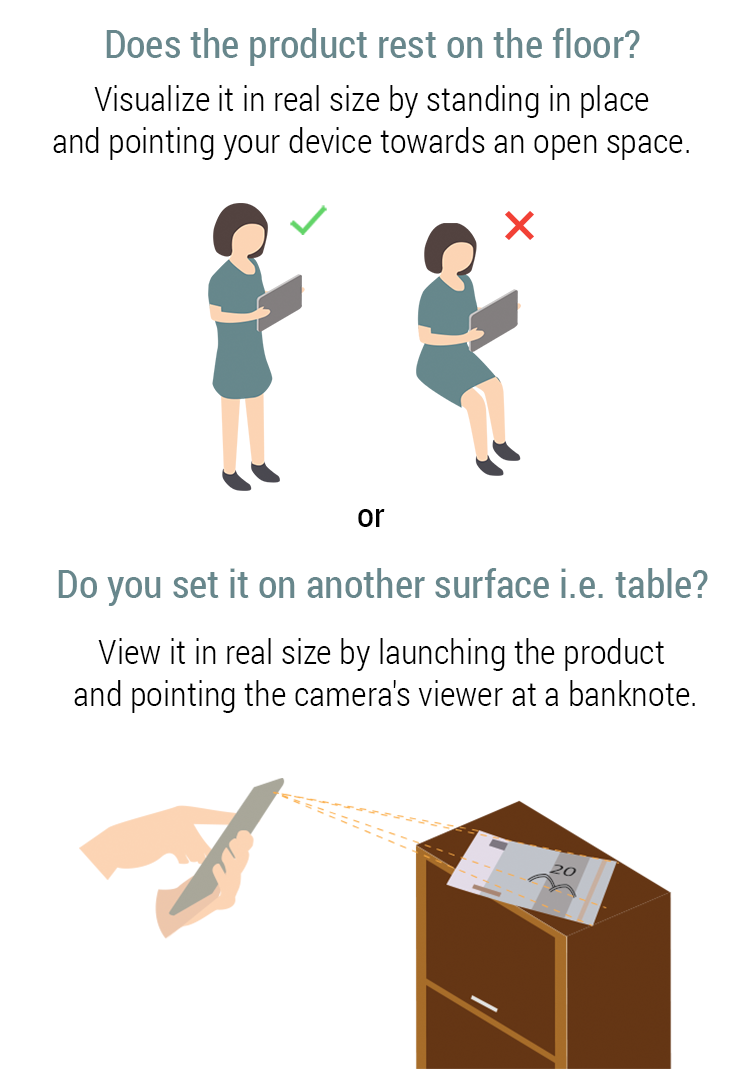 Does the product rest on the floor?
Visualize it in real size by standing in place
and pointing your device towards an open space.
or
Do you set it on another surface i.e. table?
View it in real size by launching the product
and pointing the camera's viewer at a banknote.
20